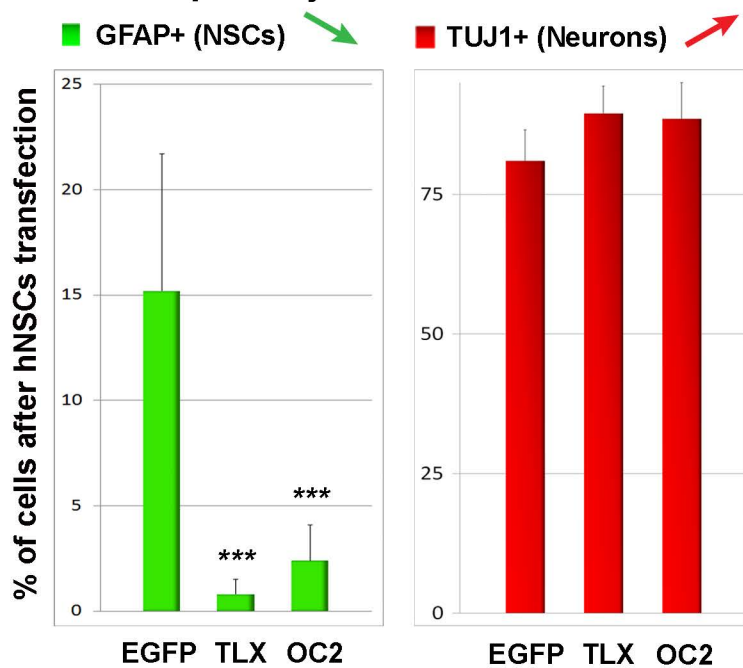 GFAP+ (NSCs)
TUJ1+ (Neurons)
% of cells after hNSCs transfection
25
20
15
10
5
0
***
***
EGFP TLX OC2
75
50
25
0
EGFP TLX OC2